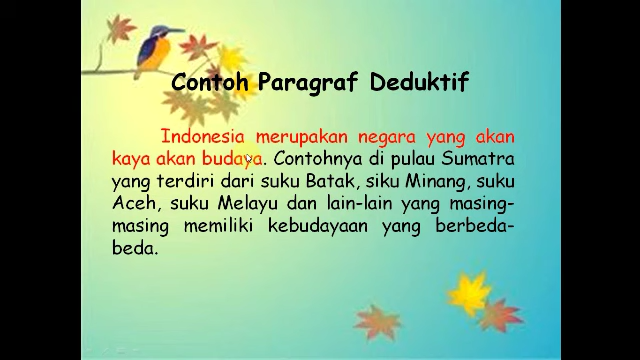 Contoh Paragraf Deduktif
Indonesia merupakan negara yang akan
kaya akan budaya. Contohnya di pulau Sumatra
yang terdiri dari suku Batak, siku Minang, suku
Aceh, suku Melayu dan lain-lain yang masing-
masing memiliki kebudayaan yang berbeda-
beda.